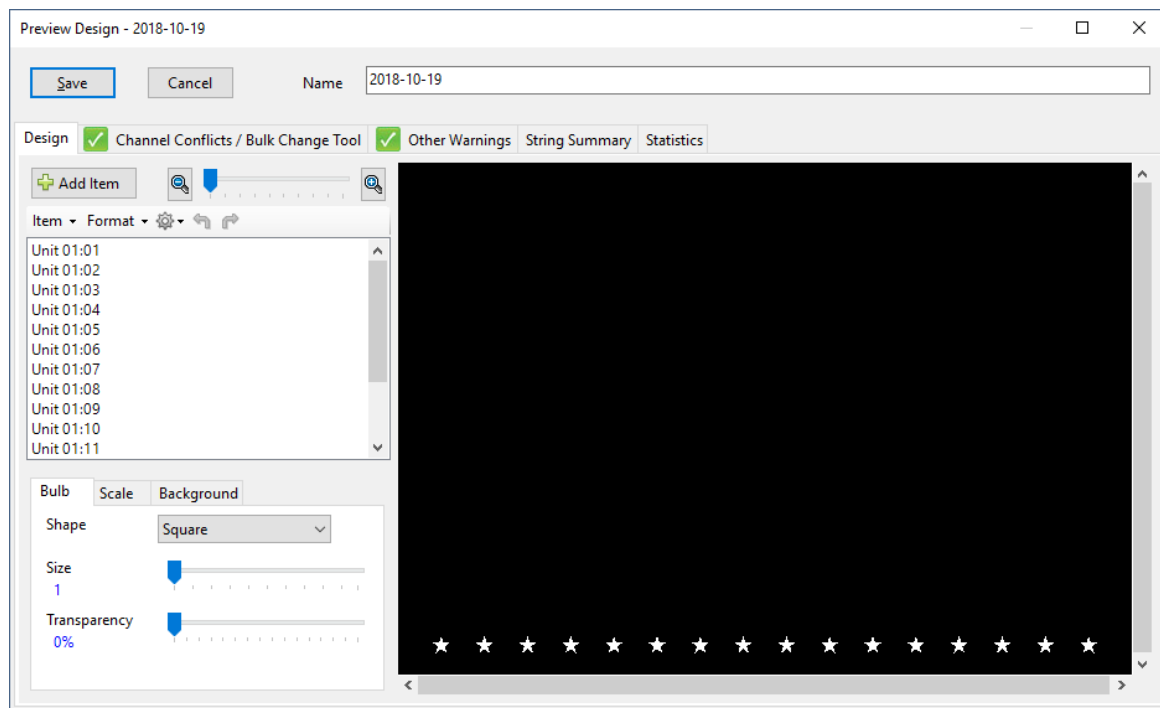 Preview Design - 2018-10-19
Save Cancel Name 2018-10-19
Design Channel Conflicts / Bulk Change Tool Other Warnings String Summary Statistics
Add Item
Item Format
Unit 01:01
Unit 01:02
Unit 01:03
Unit 01:04
Unit 01:05
Unit 01:06
Unit 01:07
Unit 01:08
Unit 01:09
Unit 01:10
Unit 01:11
Bulb Scale Background
Shape Square
Size
1
Transparency
0%